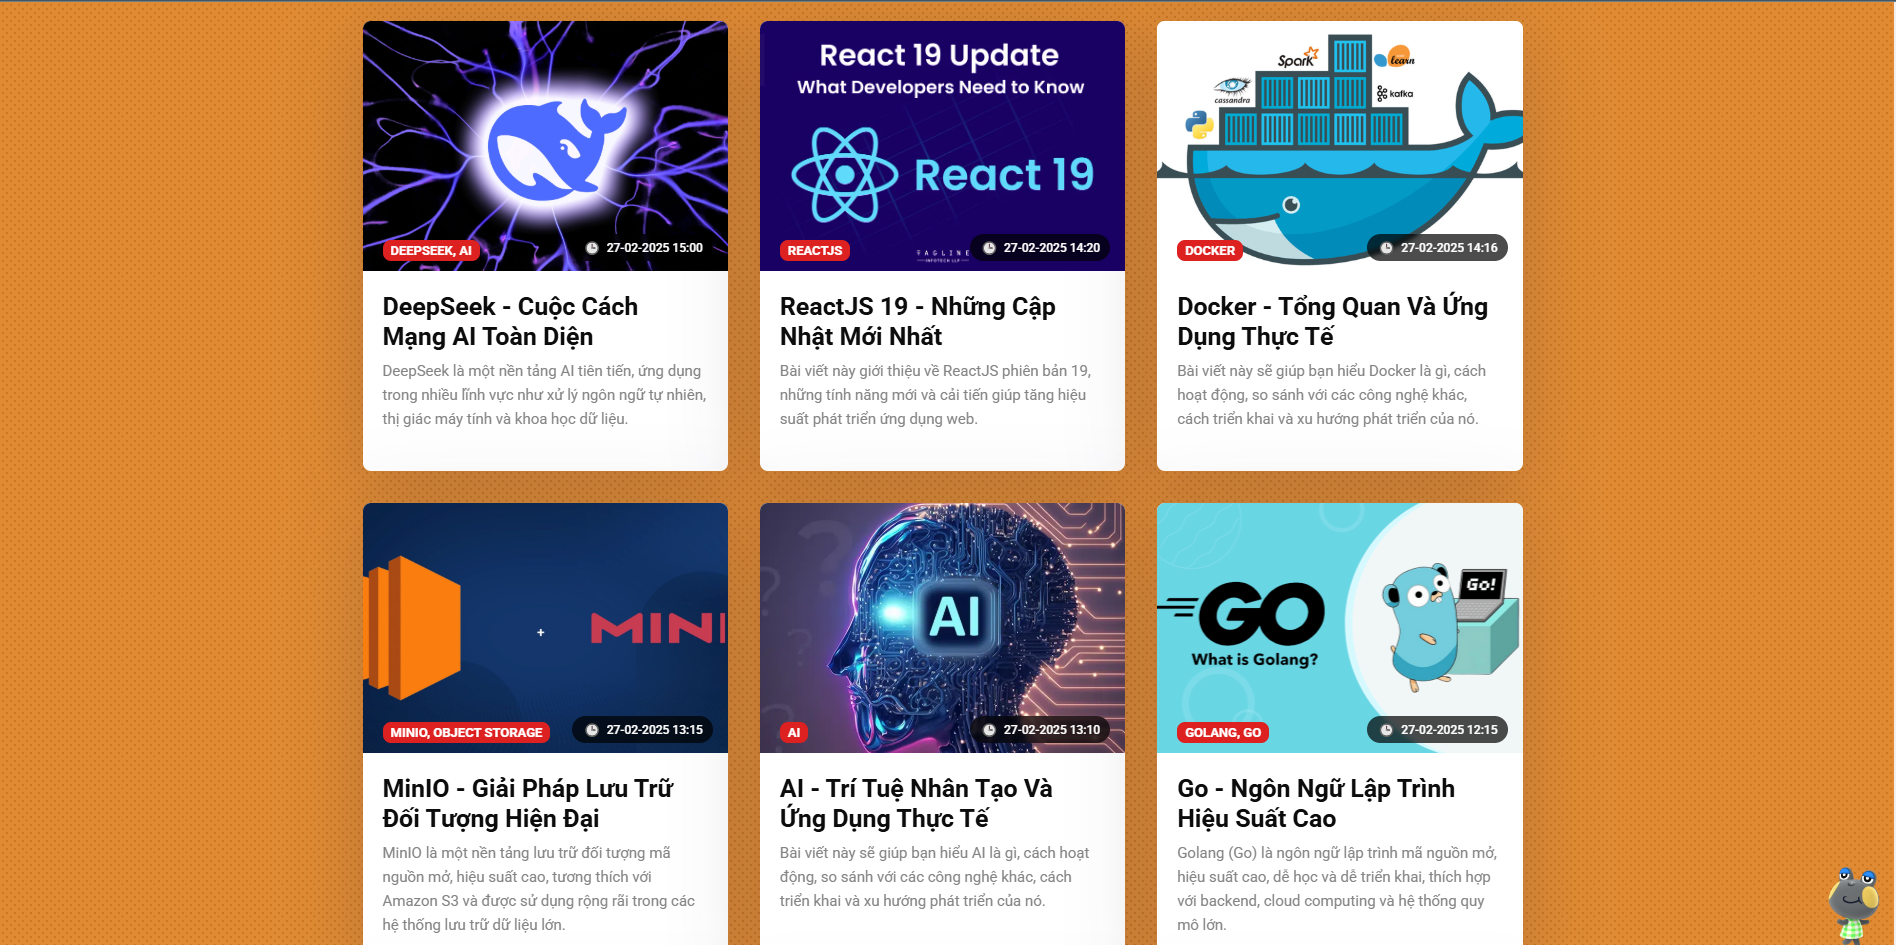 DEEPSEEK, AI
27-02-2025 15:00
DeepSeek - Cuộc Cách
Mạng AI Toàn Diện
DeepSeek là một nền tảng AI tiên tiến, ứng dụng
trong nhiều lĩnh vực như xử lý ngôn ngữ tự nhiên,
thị giác máy tính và khoa học dữ liệu.
React 19 Update
What Developers Need to Know
React 19
TAGLINE
INFOTECH LLP
REACTJS
27-02-2025 14:20
ReactJS 19 - Những Cập
Nhật Mới Nhất
Bài viết này giới thiệu về ReactJS phiên bản 19,
những tính năng mới và cải tiến giúp tăng hiệu
suất phát triển ứng dụng web.
Spark
learn
cassandra
kafka
DOCKER
27-02-2025 14:16
Docker - Tổng Quan Và Ứng
Dụng Thực Tế
Bài viết này sẽ giúp bạn hiểu Docker là gì, cách
hoạt động, so sánh với các công nghệ khác,
cách triển khai và xu hướng phát triển của nó.
+
MINI
MINIO, OBJECT STORAGE
27-02-2025 13:15
MinIO - Giải Pháp Lưu Trữ
Đối Tượng Hiện Đại
MinIO là một nền tảng lưu trữ đối tượng mã
nguồn mở, hiệu suất cao, tương thích với
Amazon S3 và được sử dụng rộng rãi trong các
hệ thống lưu trữ dữ liệu lớn.
AI
AI
27-02-2025 13:10
AI - Trí Tuệ Nhân Tạo Và
Ứng Dụng Thực Tế
Bài viết này sẽ giúp bạn hiểu AI là gì, cách hoạt
động, so sánh với các công nghệ khác, cách
triển khai và xu hướng phát triển của nó.
GO
What is Golang?
Go!
GOLANG, GO
27-02-2025 12:15
Go - Ngôn Ngữ Lập Trình
Hiệu Suất Cao
Golang (Go) là ngôn ngữ lập trình mã nguồn mở,
hiệu suất cao, dễ học và dễ triển khai, thích hợp
với backend, cloud computing và hệ thống quy
mô lớn.